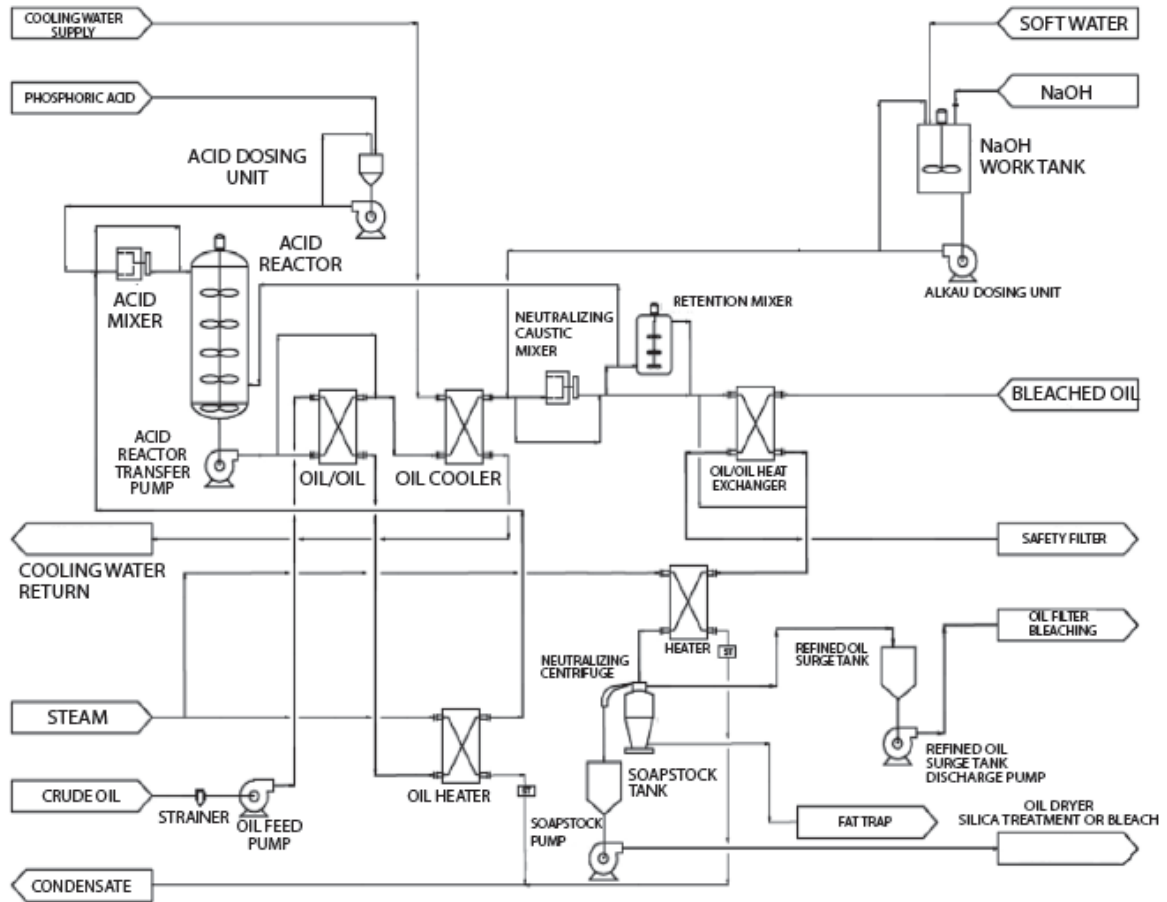 COOLING WATER
SUPPLY
SOFT WATER
PHOSPHORIC ACID
NaOH
ACID DOSING
UNIT
NaOH
WORK TANK
ACID
REACTOR
ACID
MIXER
ALKAU DOSING UNIT
RETENTION MIXER
NEUTRALIZING
CAUSTIC
MIXER
BLEACHED OIL
ACID
REACTOR
TRANSFER
PUMP
OIL/OIL
OIL COOLER
OIL/OIL HEAT
EXCHANGER
SAFETY FILTER
COOLING WATER
RETURN
OIL FILTER
BLEACHING
HEATER
ST
NEUTRALIZING
CENTRIFUGE
REFINED OIL
SURGE TANK
STEAM
REFINED OIL
SURGE TANK
DISCHARGE PUMP
SOAPSTOCK
TANK
CRUDE OIL
STRAINER
OIL FEED
PUMP
OIL HEATER
ST
SOAPSTOCK
PUMP
FAT TRAP
OIL DRYER
SILICA TREATMENT OR BLEACH
CONDENSATE